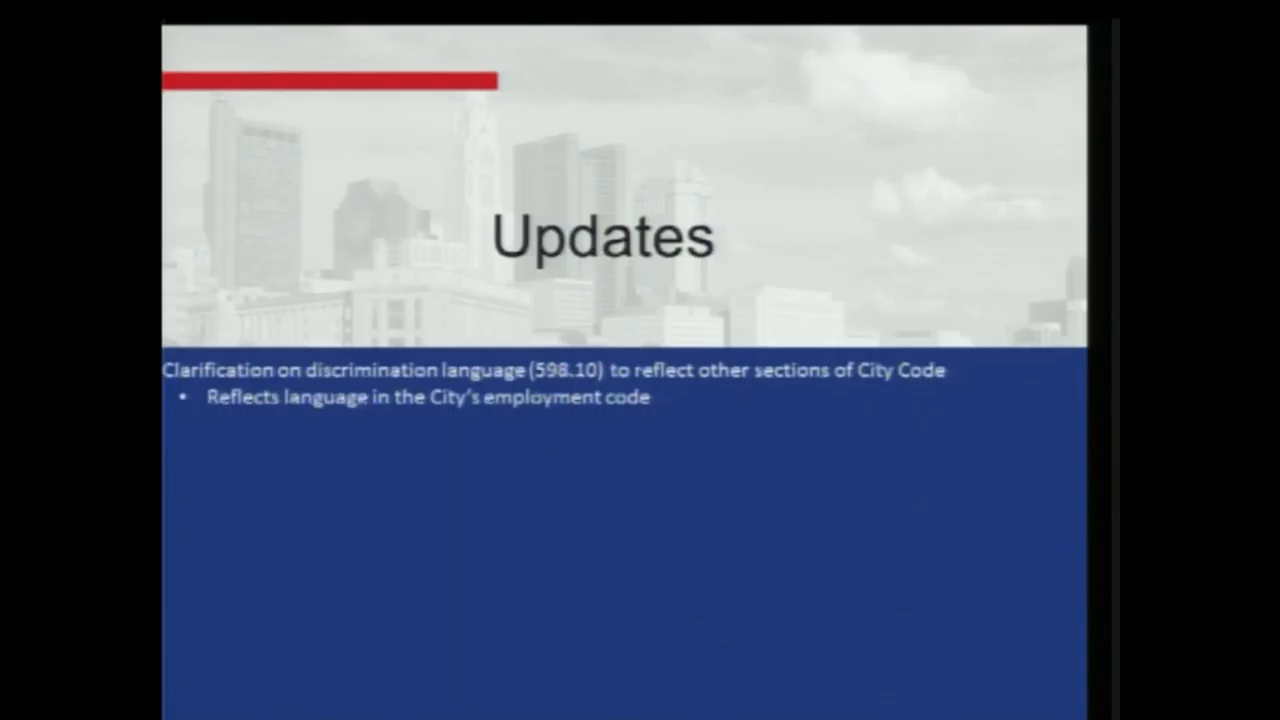 Updates
Clarification on discrimination language (598.10) to reflect other sections of City Code
• Reflects language in the City's employment code